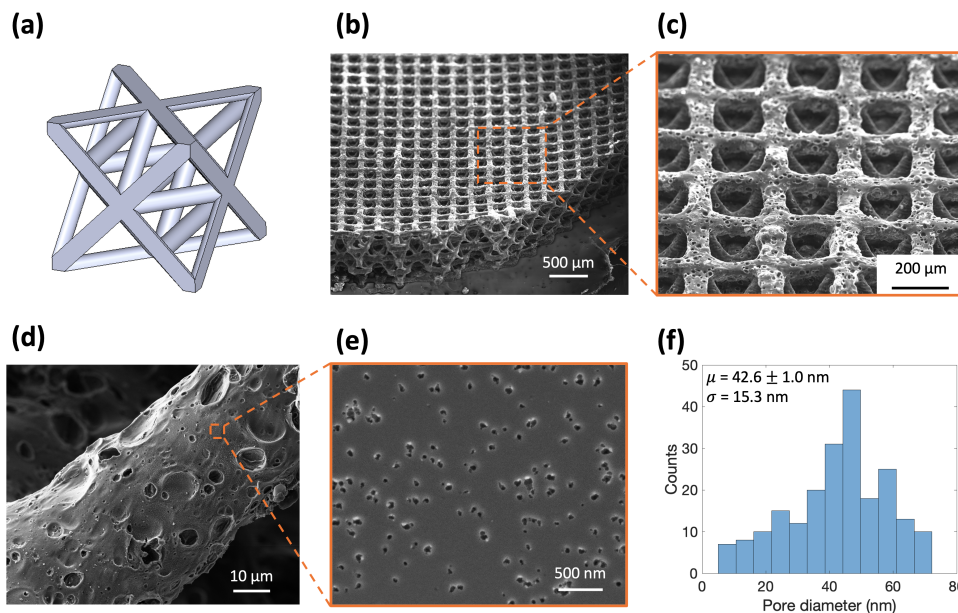 (a)
(b)
(c)
500 μm
200 μm
(d)
(e)
(f)
10 μm
500 nm
50
40
30
20
10
0
Counts
μ = 42.6 ± 1.0 nm
σ = 15.3 nm
0 20 40 60 80
Pore diameter (nm)